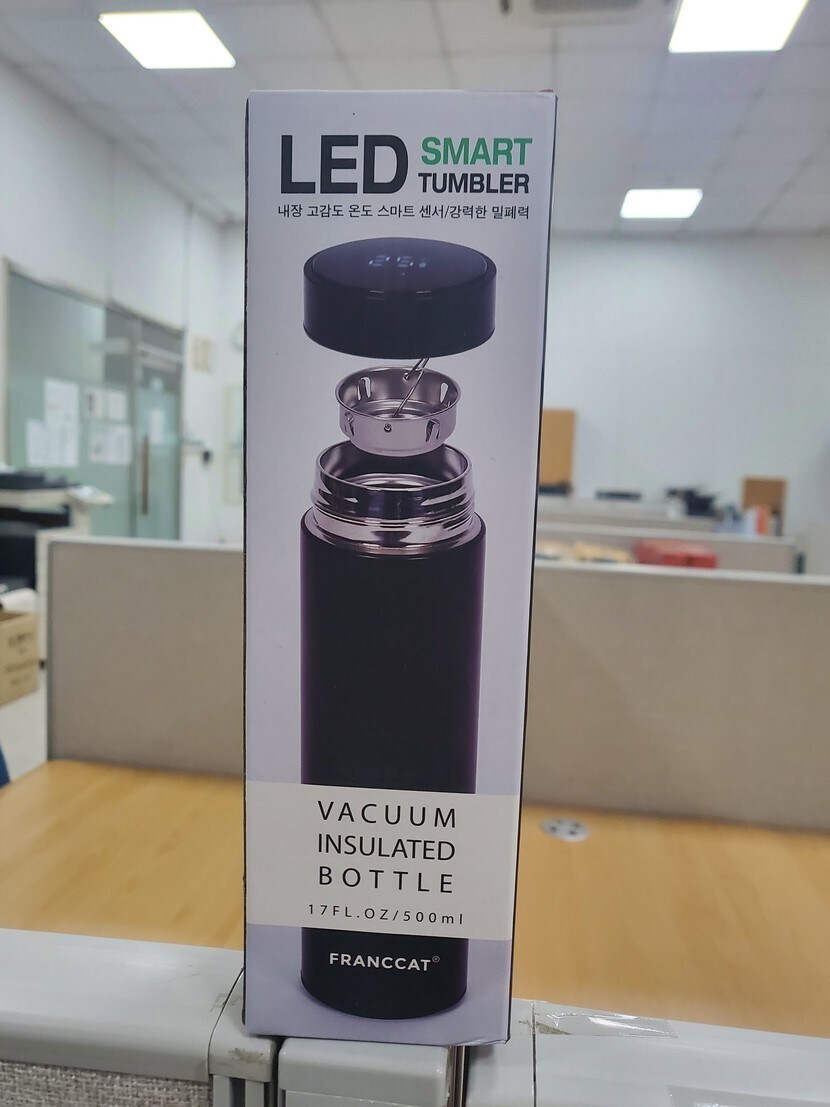 LED SMART TUMBLER
내장 고감도 온도 스마트 센서/강력한 밀폐력
VACUUM
INSULATED
BOTTLE
17FL.OZ/500ml
FRANCCAT®